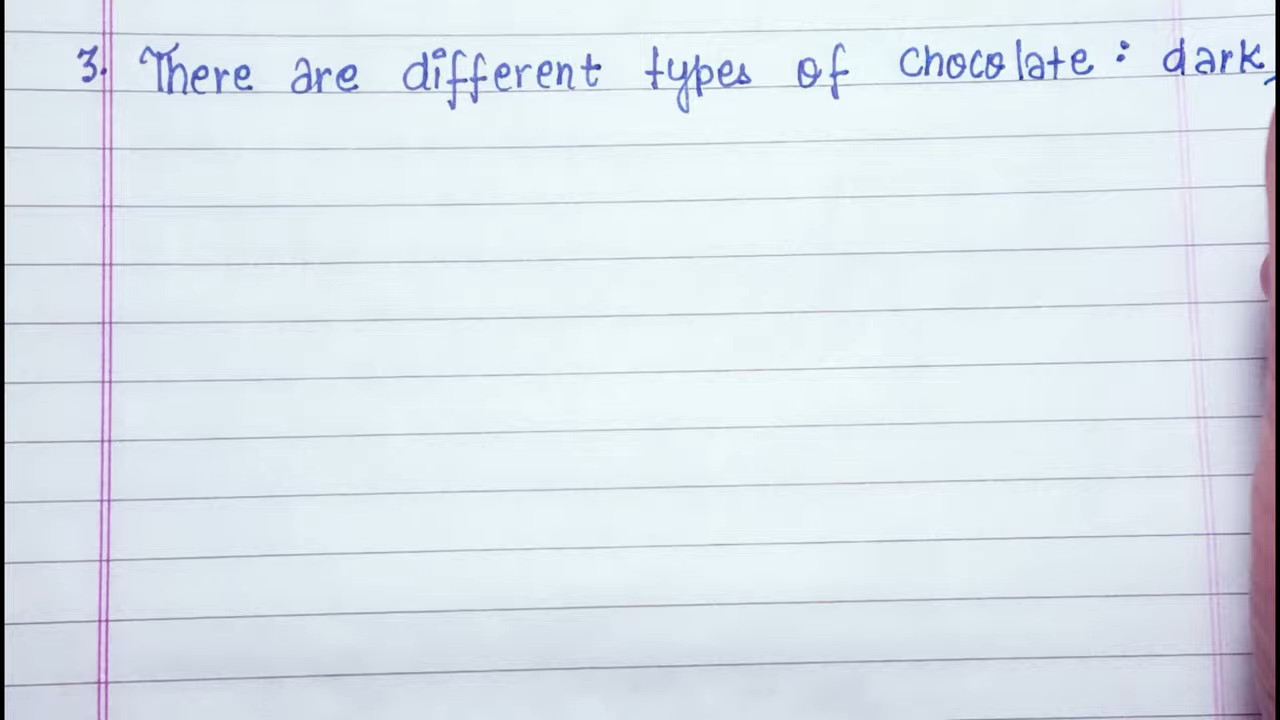 3. There are different types of chocolate : dark,